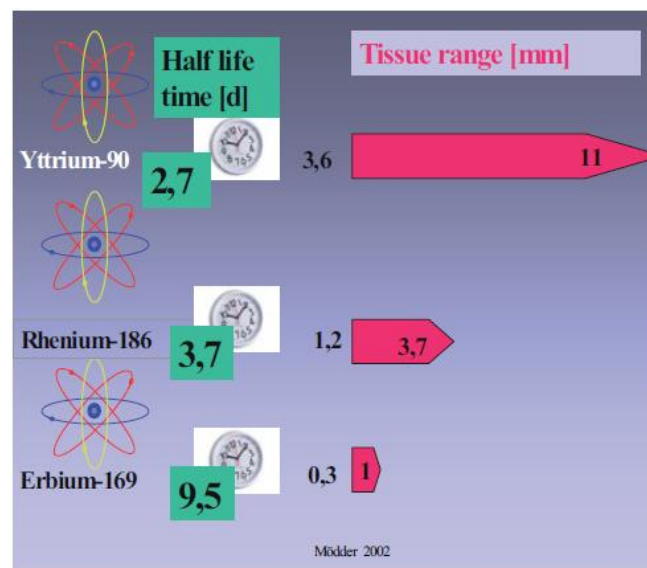 Half life
time [d]
Tissue range [mm]
Yttrium-90
2,7
3,6
11
Rhenium-186
3,7
1,2
3,7
Erbium-169
9,5
0,3
1
Mödder 2002